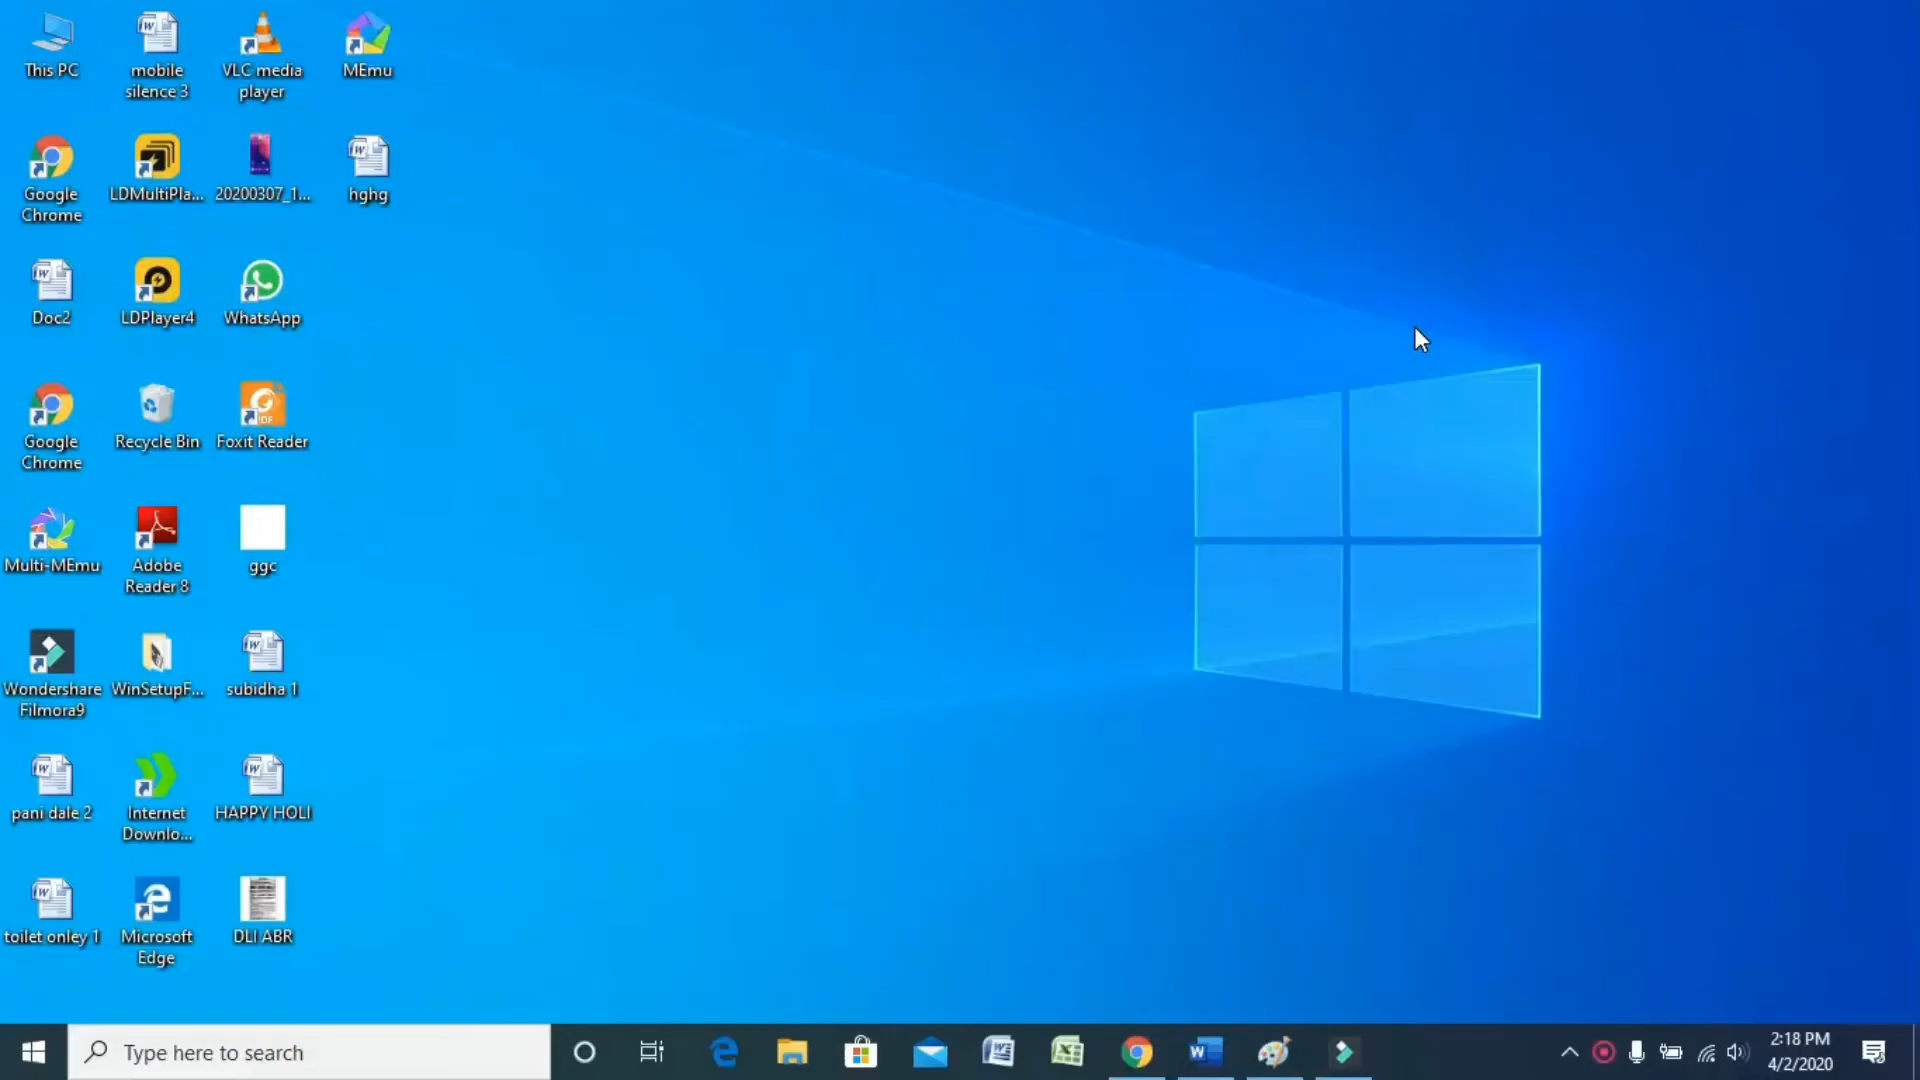 This PC
mobile
silence 3
VLC media
player
MEmu
Google
Chrome
LDMultiPla...
20200307_1...
hghg
Doc2
LDPlayer4
WhatsApp
Google
Chrome
Recycle Bin
Foxit Reader
Multi-MEmu
Adobe
Reader 8
ggc
Wondershare
Filmora9
WinSetupF...
subidha 1
pani dale 2
Internet
Downlo...
HAPPY HOLI
toilet onley 1
Microsoft
Edge
DLI ABR
Type here to search
2:18 PM
4/2/2020